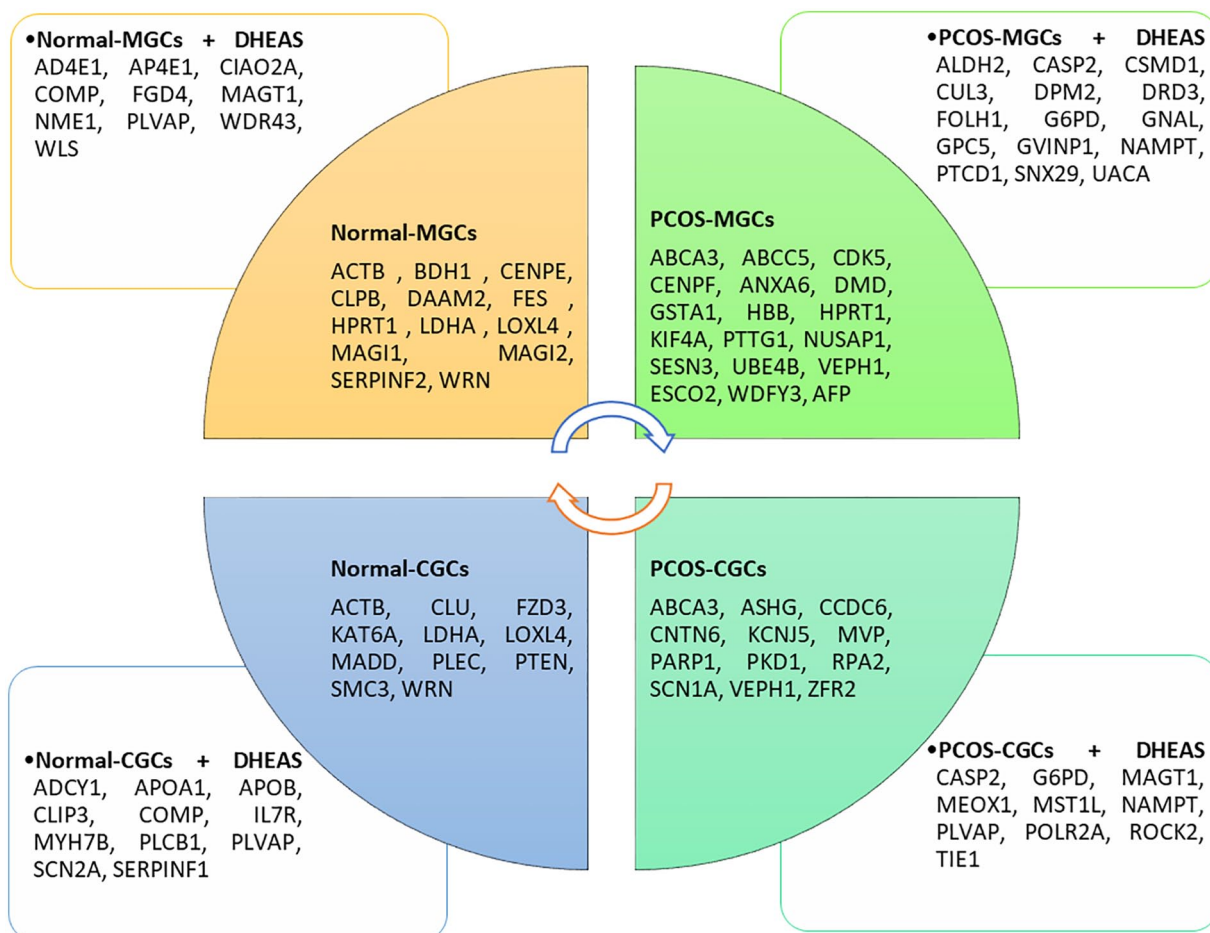 •Normal-MGCs + DHEAS
AD4E1, AP4E1, CIAO2A,
COMP, FGD4, MAGT1,
NME1, PLVAP, WDR43,
WLS
•PCOS-MGCs + DHEAS
ALDH2, CASP2, CSMD1,
CUL3, DPM2, DRD3,
FOLH1, G6PD, GNAL,
GPC5, GVINP1, NAMPT,
PTCD1, SNX29, UACA
Normal-MGCs
ACTB , BDH1 , CENPE,
CLPB, DAAM2, FES ,
HPRT1 , LDHA , LOXL4 ,
MAGI1, MAGI2,
SERPINF2, WRN
PCOS-MGCs
ABCA3, ABCC5, CDK5,
CENPF, ANXA6, DMD,
GSTA1, HBB, HPRT1,
KIF4A, PTTG1, NUSAP1,
SESN3, UBE4B, VEPH1,
ESCO2, WDFY3, AFP
Normal-CGCs
ACTB, CLU, FZD3,
KAT6A, LDHA, LOXL4,
MADD, PLEC, PTEN,
SMC3, WRN
PCOS-CGCs
ABCA3, ASHG, CCDC6,
CNTN6, KCNJ5, MVP,
PARP1, PKD1, RPA2,
SCN1A, VEPH1, ZFR2
•Normal-CGCs + DHEAS
ADCY1, APOA1, APOB,
CLIP3, COMP, IL7R,
MYH7B, PLCB1, PLVAP,
SCN2A, SERPINF1
•PCOS-CGCs + DHEAS
CASP2, G6PD, MAGT1,
MEOX1, MST1L, NAMPT,
PLVAP, POLR2A, ROCK2,
TIE1